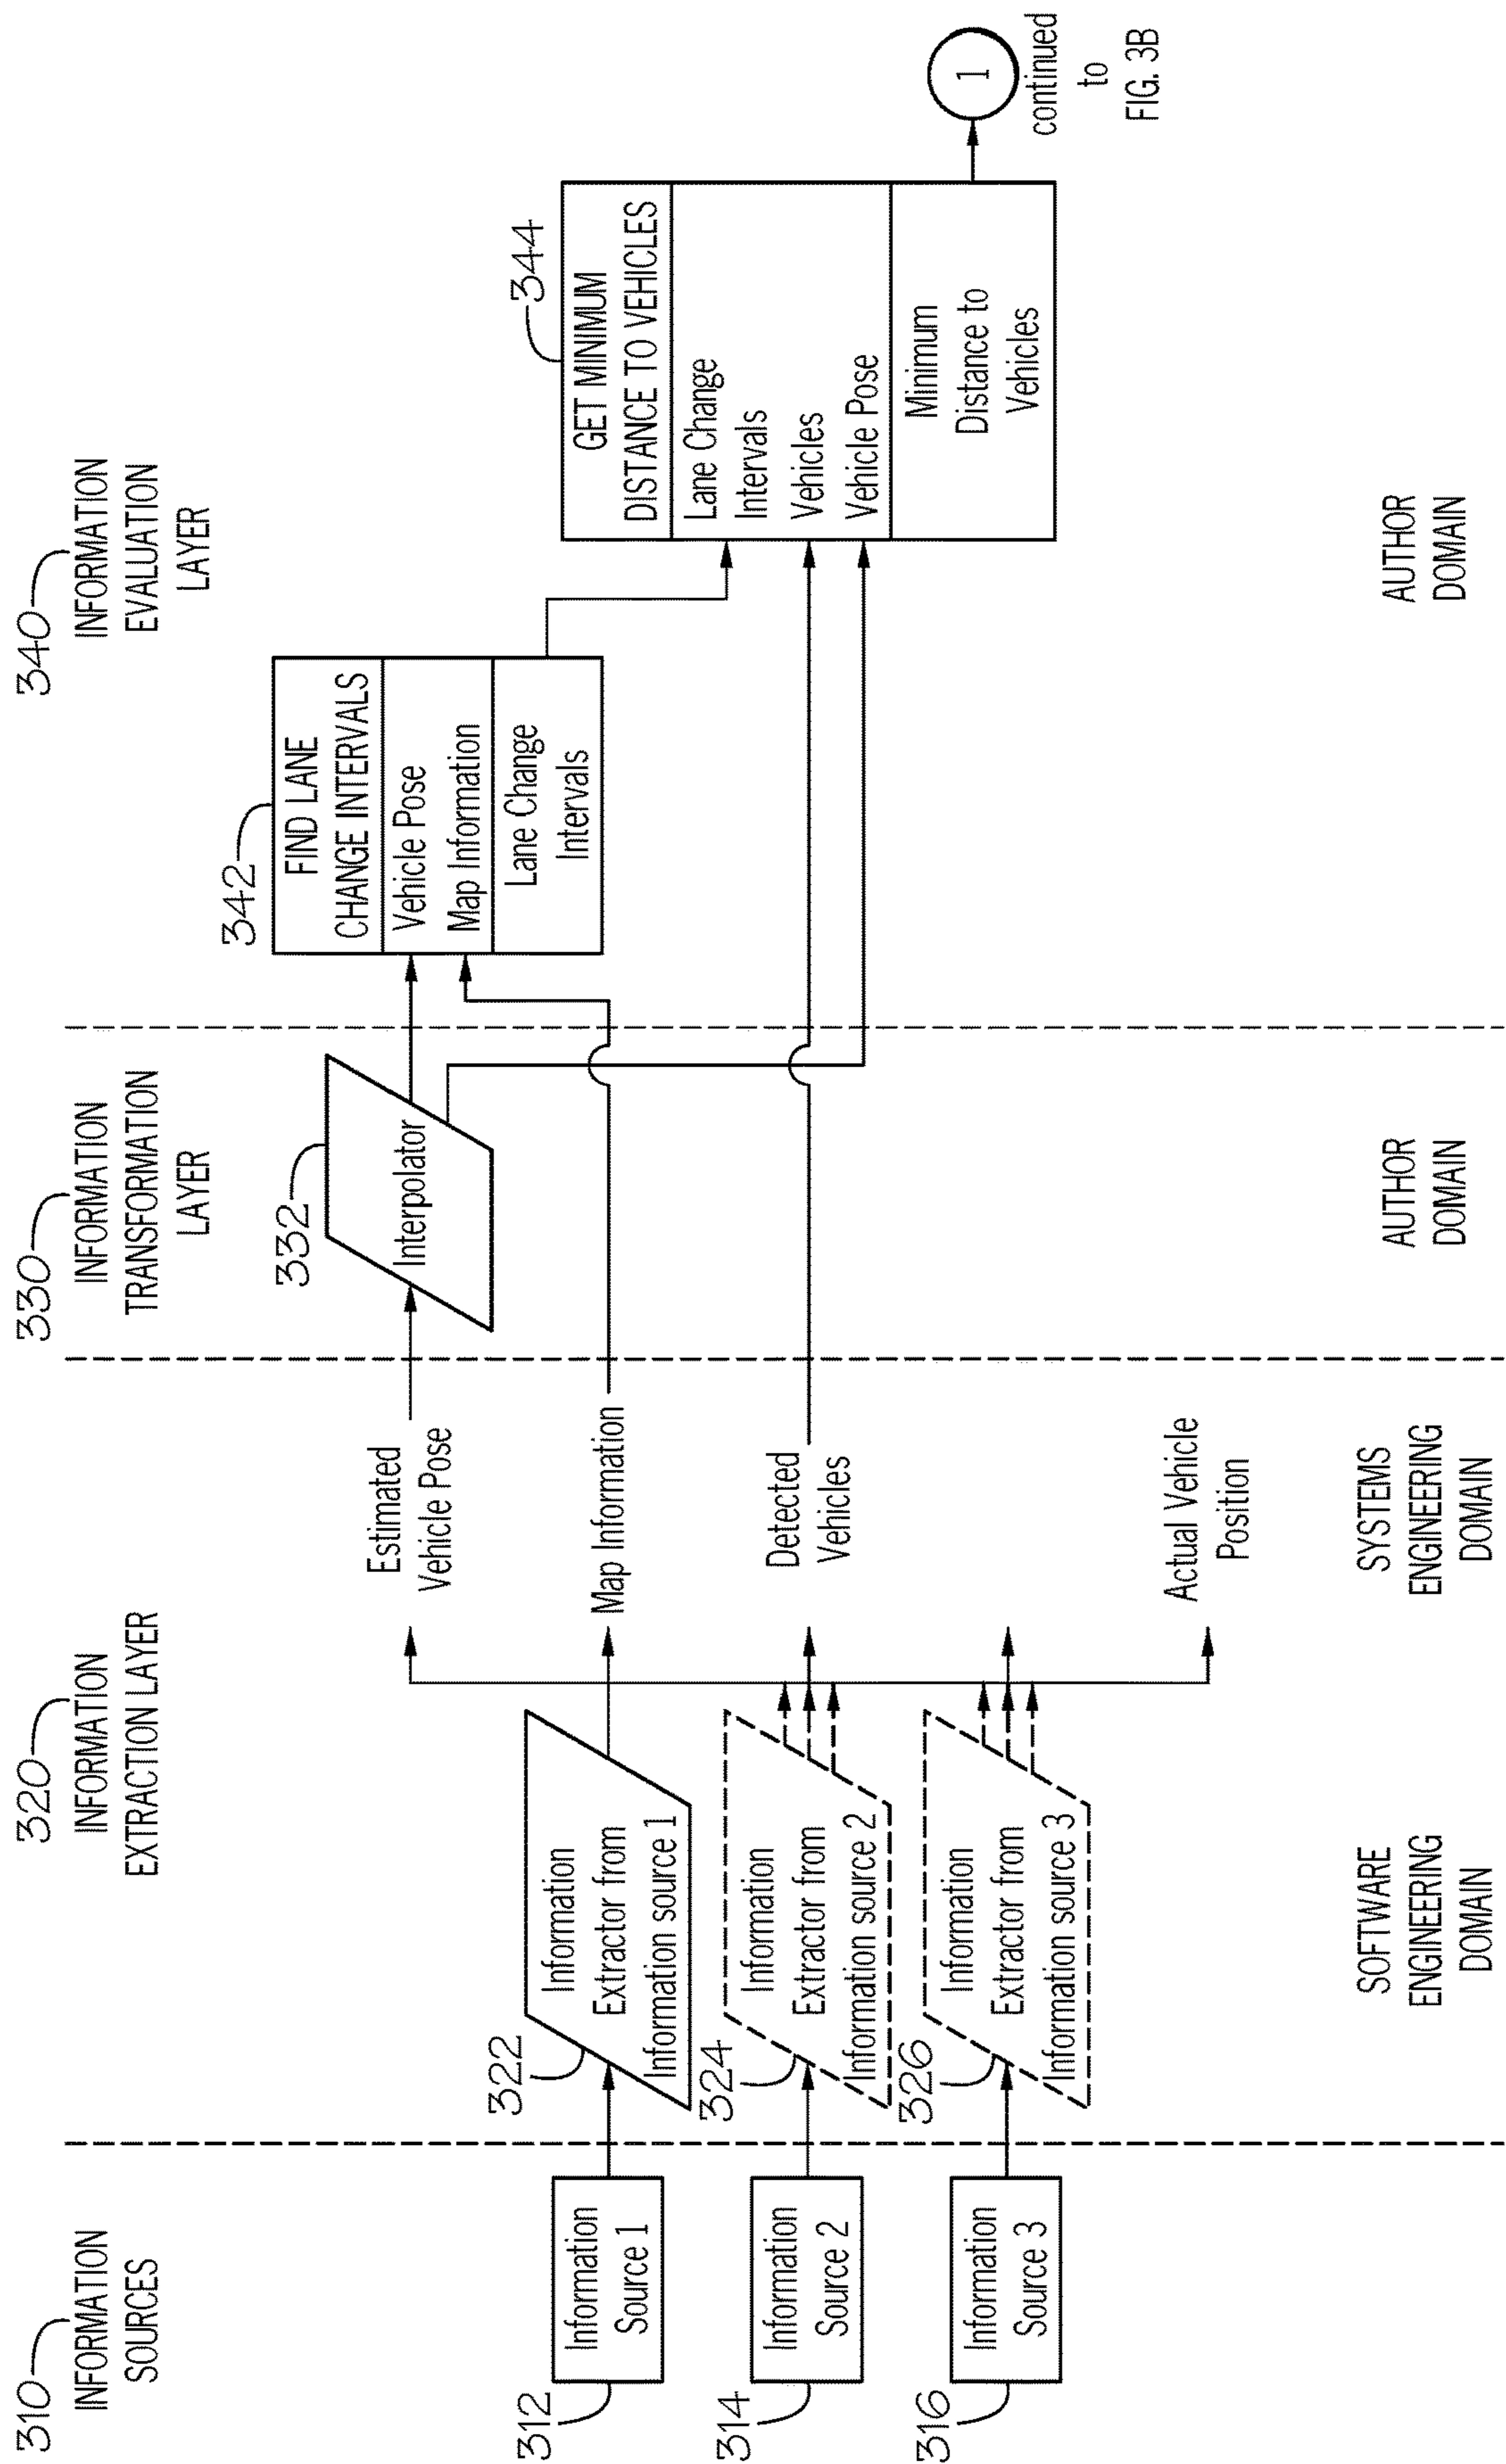 310
INFORMATION
SOURCES
320
INFORMATION
EXTRACTION LAYER
330
INFORMATION
TRANSFORMATION
LAYER
340
INFORMATION
EVALUATION
LAYER
312
Information
Source 1
314
Information
Source 2
316
Information
Source 3
322
Information
Extractor from
Information source 1
324
Information
Extractor from
Information source 2
326
Information
Extractor from
Information source 3
Estimated
Vehicle Pose
Map Information
Detected
Vehicles
Actual Vehicle
Position
332
Interpolator
342
FIND LANE
CHANGE INTERVALS
Vehicle Pose
Map Information
Lane Change
Intervals
344
GET MINIMUM
DISTANCE TO VEHICLES
Lane Change
Intervals
Vehicles
Vehicle Pose
Minimum
Distance to
Vehicles
1
continued
to
FIG. 3B
SOFTWARE
ENGINEERING
DOMAIN
SYSTEMS
ENGINEERING
DOMAIN
AUTHOR
DOMAIN
AUTHOR
DOMAIN